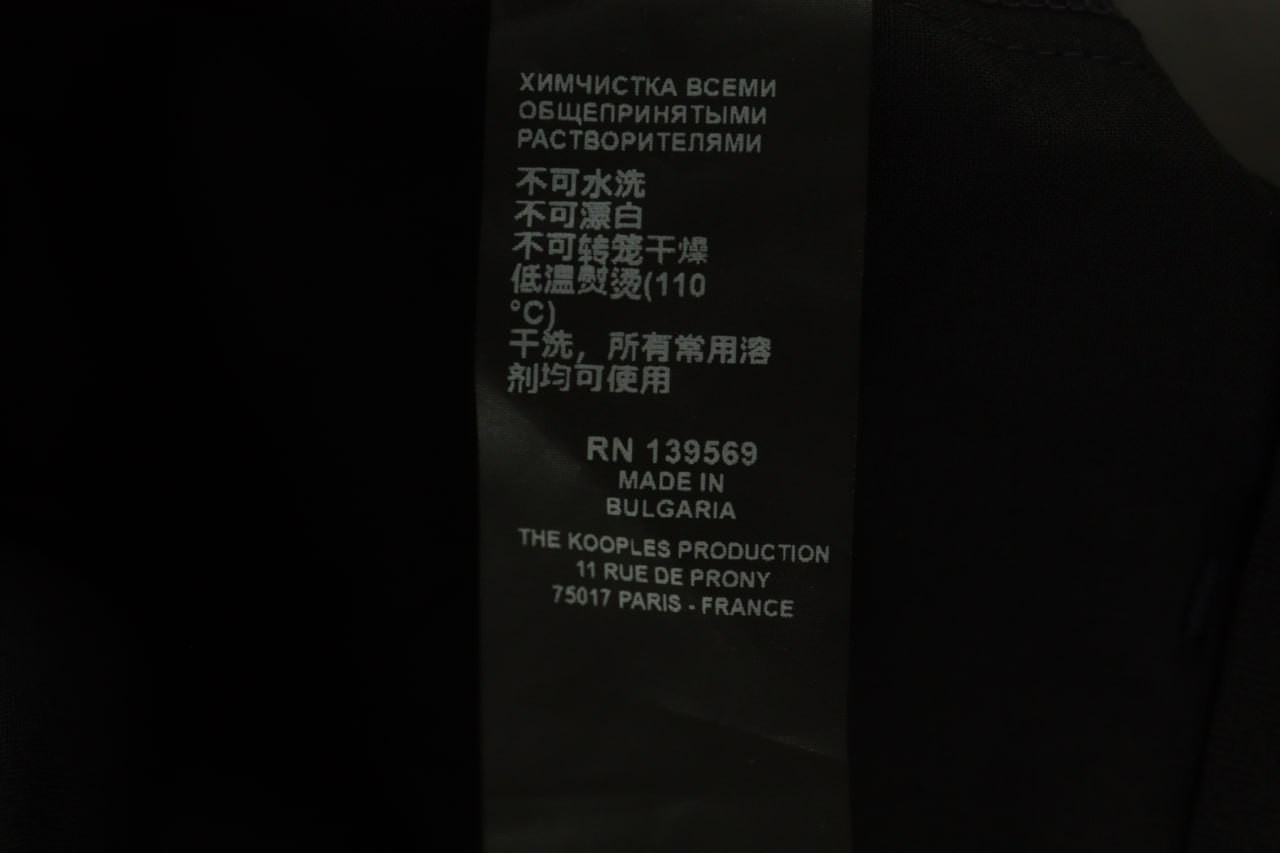 ХИМЧИСТКА ВСЕМИ
ОБЩЕПРИНЯТЫМИ
РАСТВОРИТЕЛЯМИ
不可水洗
不可漂白
不可转笼干燥
低温熨烫(110
°C)
干洗，所有常用溶
剂均可使用
RN 139569
MADE IN
BULGARIA
THE KOOPLES PRODUCTION
11 RUE DE PRONY
75017 PARIS - FRANCE